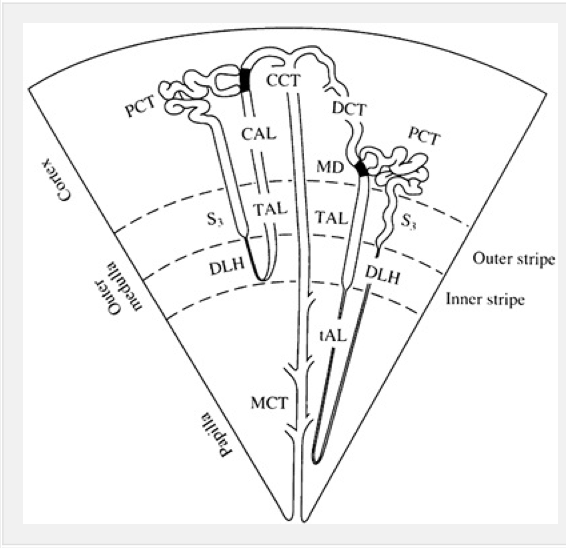 CCT
PCT
DCT
CAL
PCT
MD
Cortex
S3
TAL
TAL
S3
DLH
DLH
Outer stripe
Outer
medulla
Inner stripe
tAL
MCT
Papilla